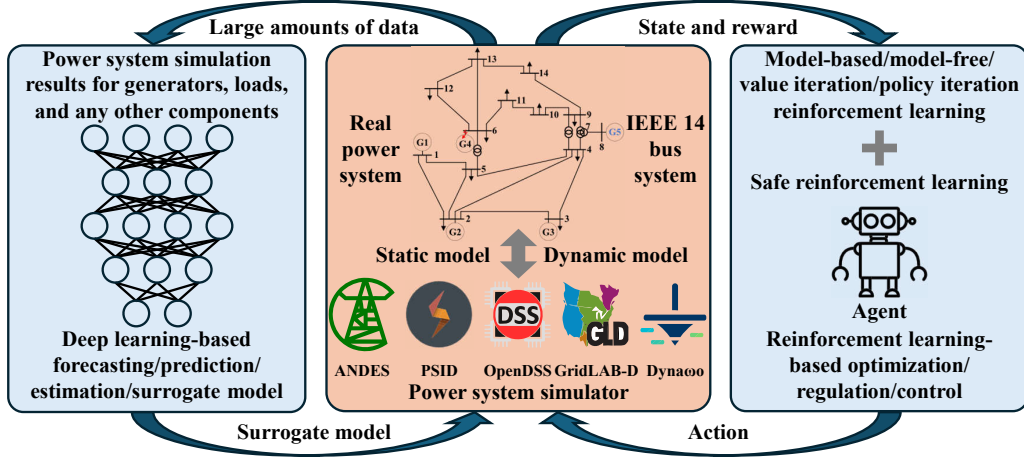 Large amounts of data
State and reward
Power system simulation
results for generators, loads,
and any other components
Deep learning-based
forecasting/prediction/
estimation/surrogate model
Real
power
system
IEEE 14
bus
system
13
14
12
11
10
9
6
7
G5
8
G4
G1
1
5
4
2
3
G2
G3
Static model
Dynamic model
DSS
GLD
ANDES
PSID
OpenDSS
GridLAB-D
Dynaωo
Power system simulator
Model-based/model-free/
value iteration/policy iteration
reinforcement learning
Safe reinforcement learning
Agent
Reinforcement learning-
based optimization/
regulation/control
Surrogate model
Action